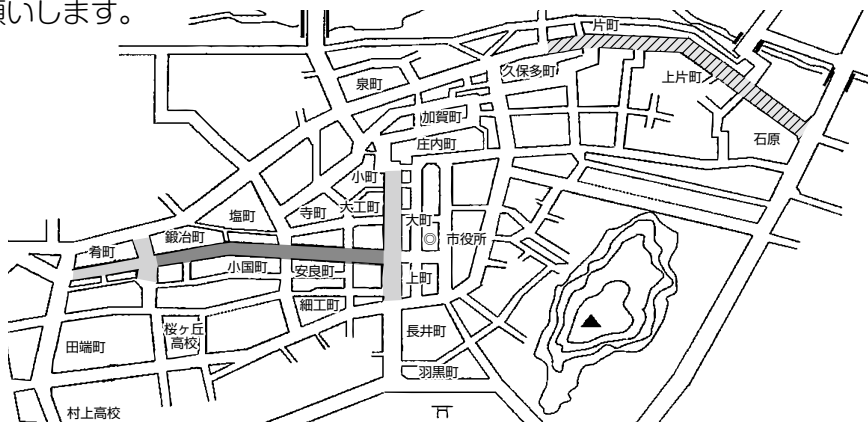 願いします。
片町
久保多町
泉町
上片町
加賀町
石原
庄内町
小町
塩町
寺町
大工町
大町
鍛冶町
◎ 市役所
肴町
小国町
安良町
上町
細工町
桜ヶ丘
高校
長井町
田端町
羽黒町
村上高校